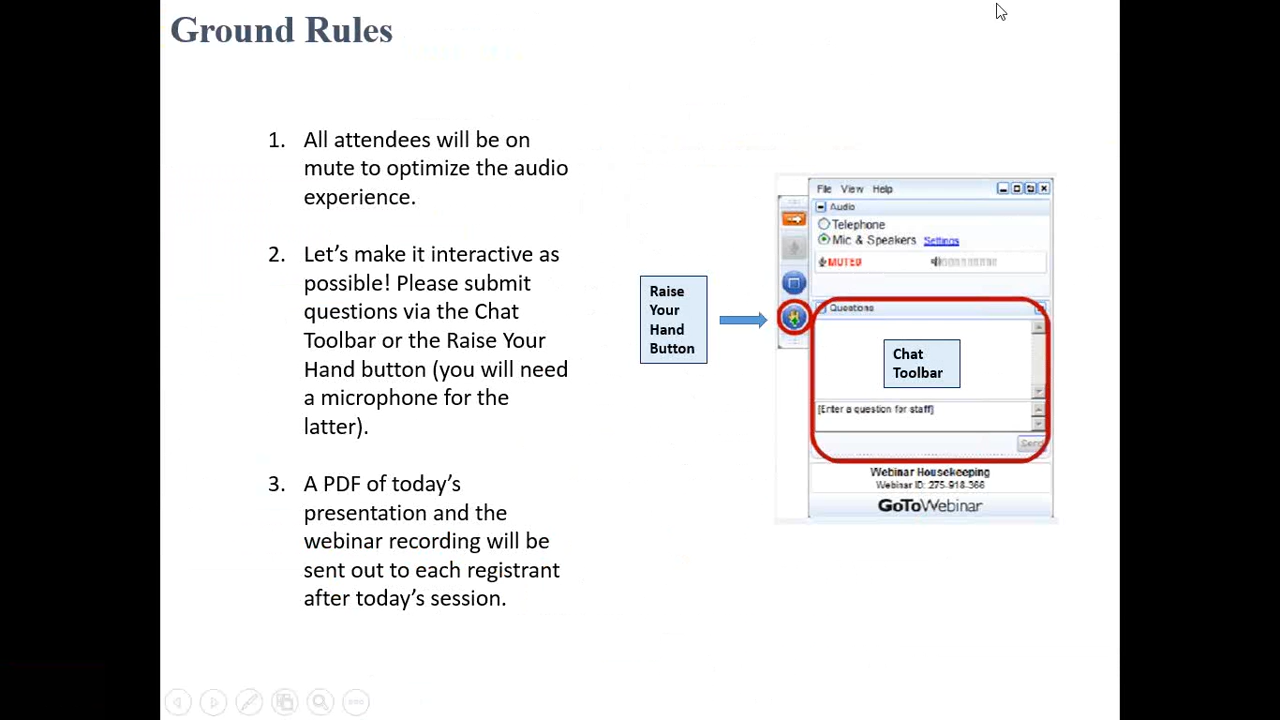 Ground Rules
1. All attendees will be on
mute to optimize the audio
experience.
2. Let’s make it interactive as
possible! Please submit
questions via the Chat
Toolbar or the Raise Your
Hand button (you will need
a microphone for the
latter).
3. A PDF of today’s
presentation and the
webinar recording will be
sent out to each registrant
after today’s session.
Raise
Your
Hand
Button
File View Help
Audio
Telephone
Mic & Speakers Settings
MUTED
Questions
Chat
Toolbar
[Enter a question for staff]
Send
Webinar Housekeeping
Webinar ID: 275-918-366
GoToWebinar